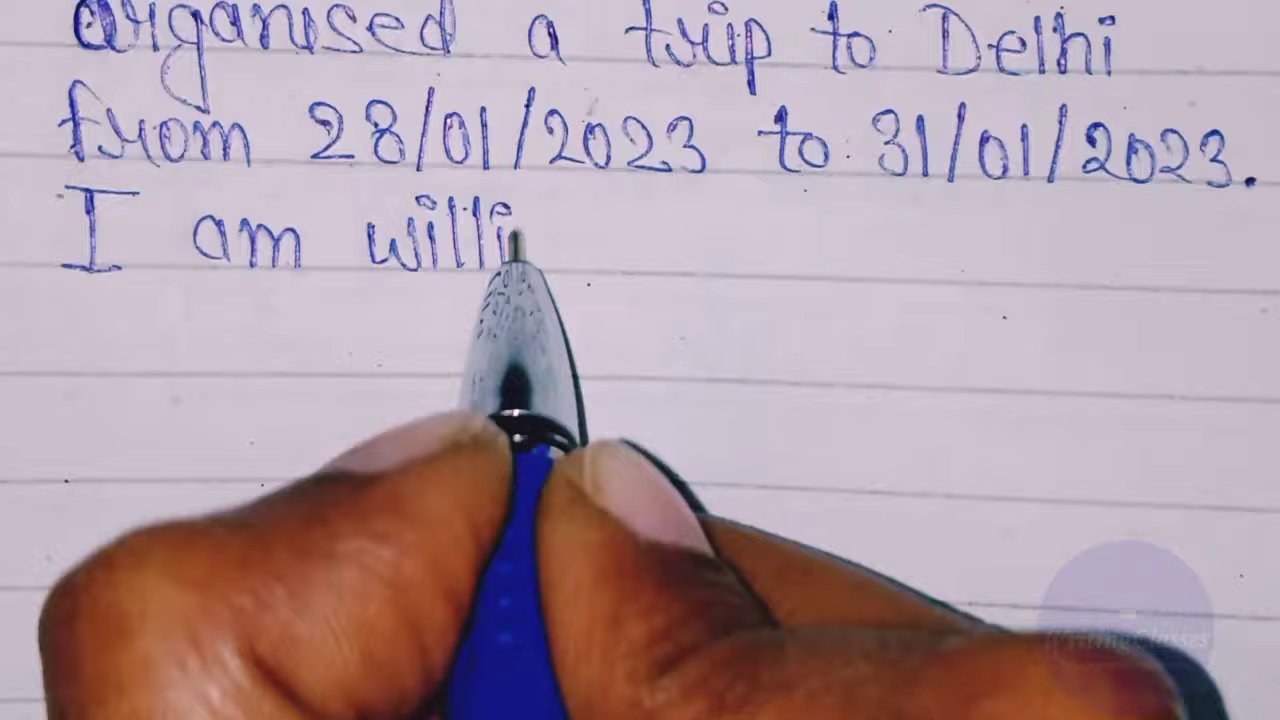 organised a trip to Delhi
from 28/01/2023 to 31/01/2023.
I am willi